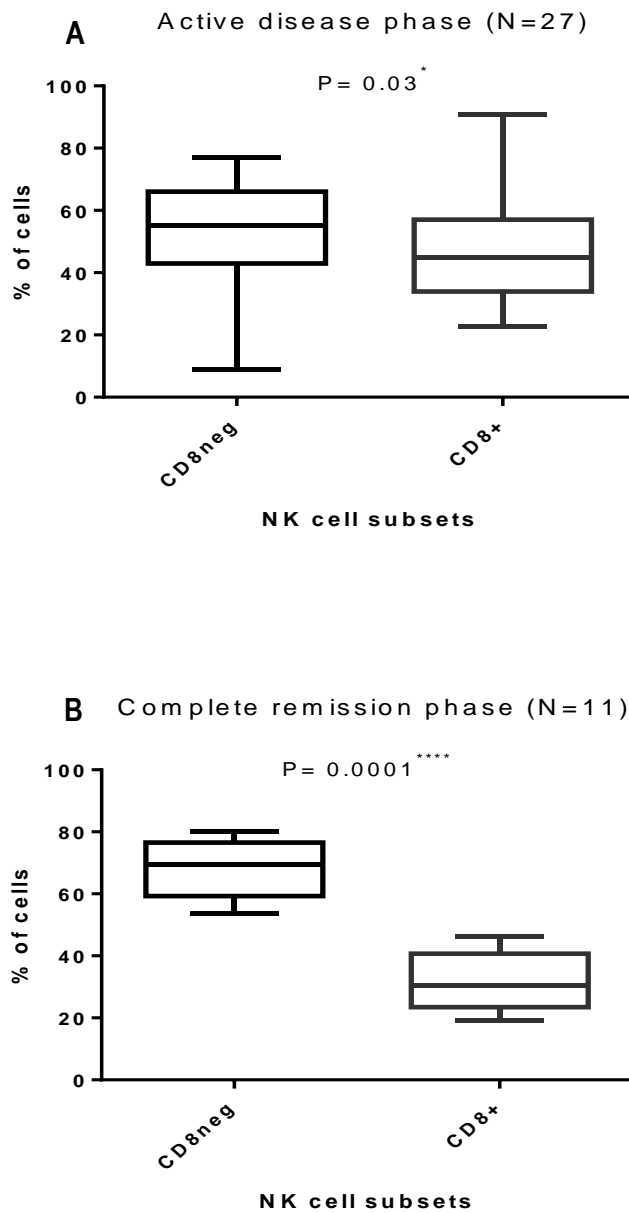 A Active disease phase (N=27)
P= 0.03*
100
80
60
40
20
0
% of cells
CD8neg
CD8+
NK cell subsets
B Complete remission phase (N=11)
P= 0.0001****
100
80
60
40
20
0
% of cells
CD8neg
CD8+
NK cell subsets